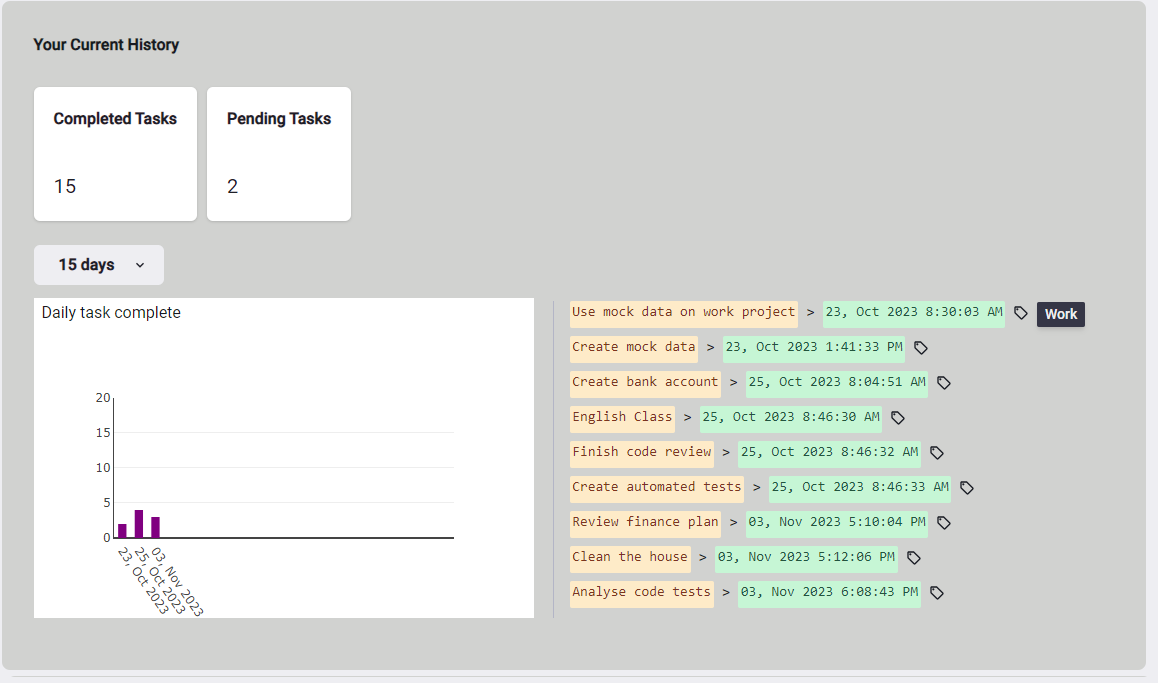 Your Current History
Completed Tasks
15
Pending Tasks
2
15 days
Daily task complete
20
15
10
5
0
23, Oct 2023
25, Oct 2023
03, Nov 2023
Use mock data on work project > 23, Oct 2023 8:30:03 AM Work
Create mock data > 23, Oct 2023 1:41:33 PM
Create bank account > 25, Oct 2023 8:04:51 AM
English Class > 25, Oct 2023 8:46:30 AM
Finish code review > 25, Oct 2023 8:46:32 AM
Create automated tests > 25, Oct 2023 8:46:33 AM
Review finance plan > 03, Nov 2023 5:10:04 PM
Clean the house > 03, Nov 2023 5:12:06 PM
Analyse code tests > 03, Nov 2023 6:08:43 PM